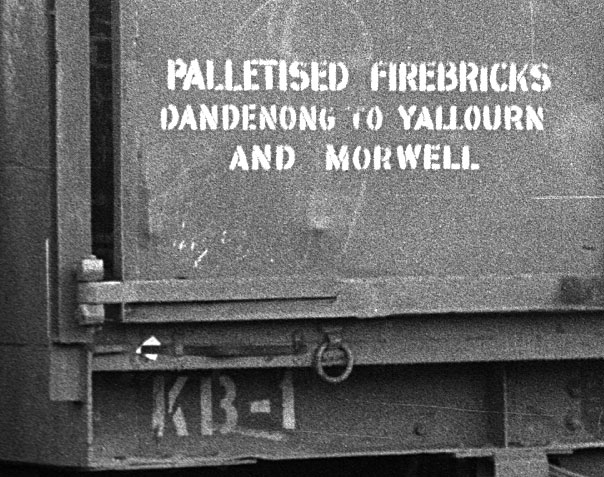 PALLETISED FIREBRICKS
DANDENONG TO YALLOURN
AND MORWELL
KB-1